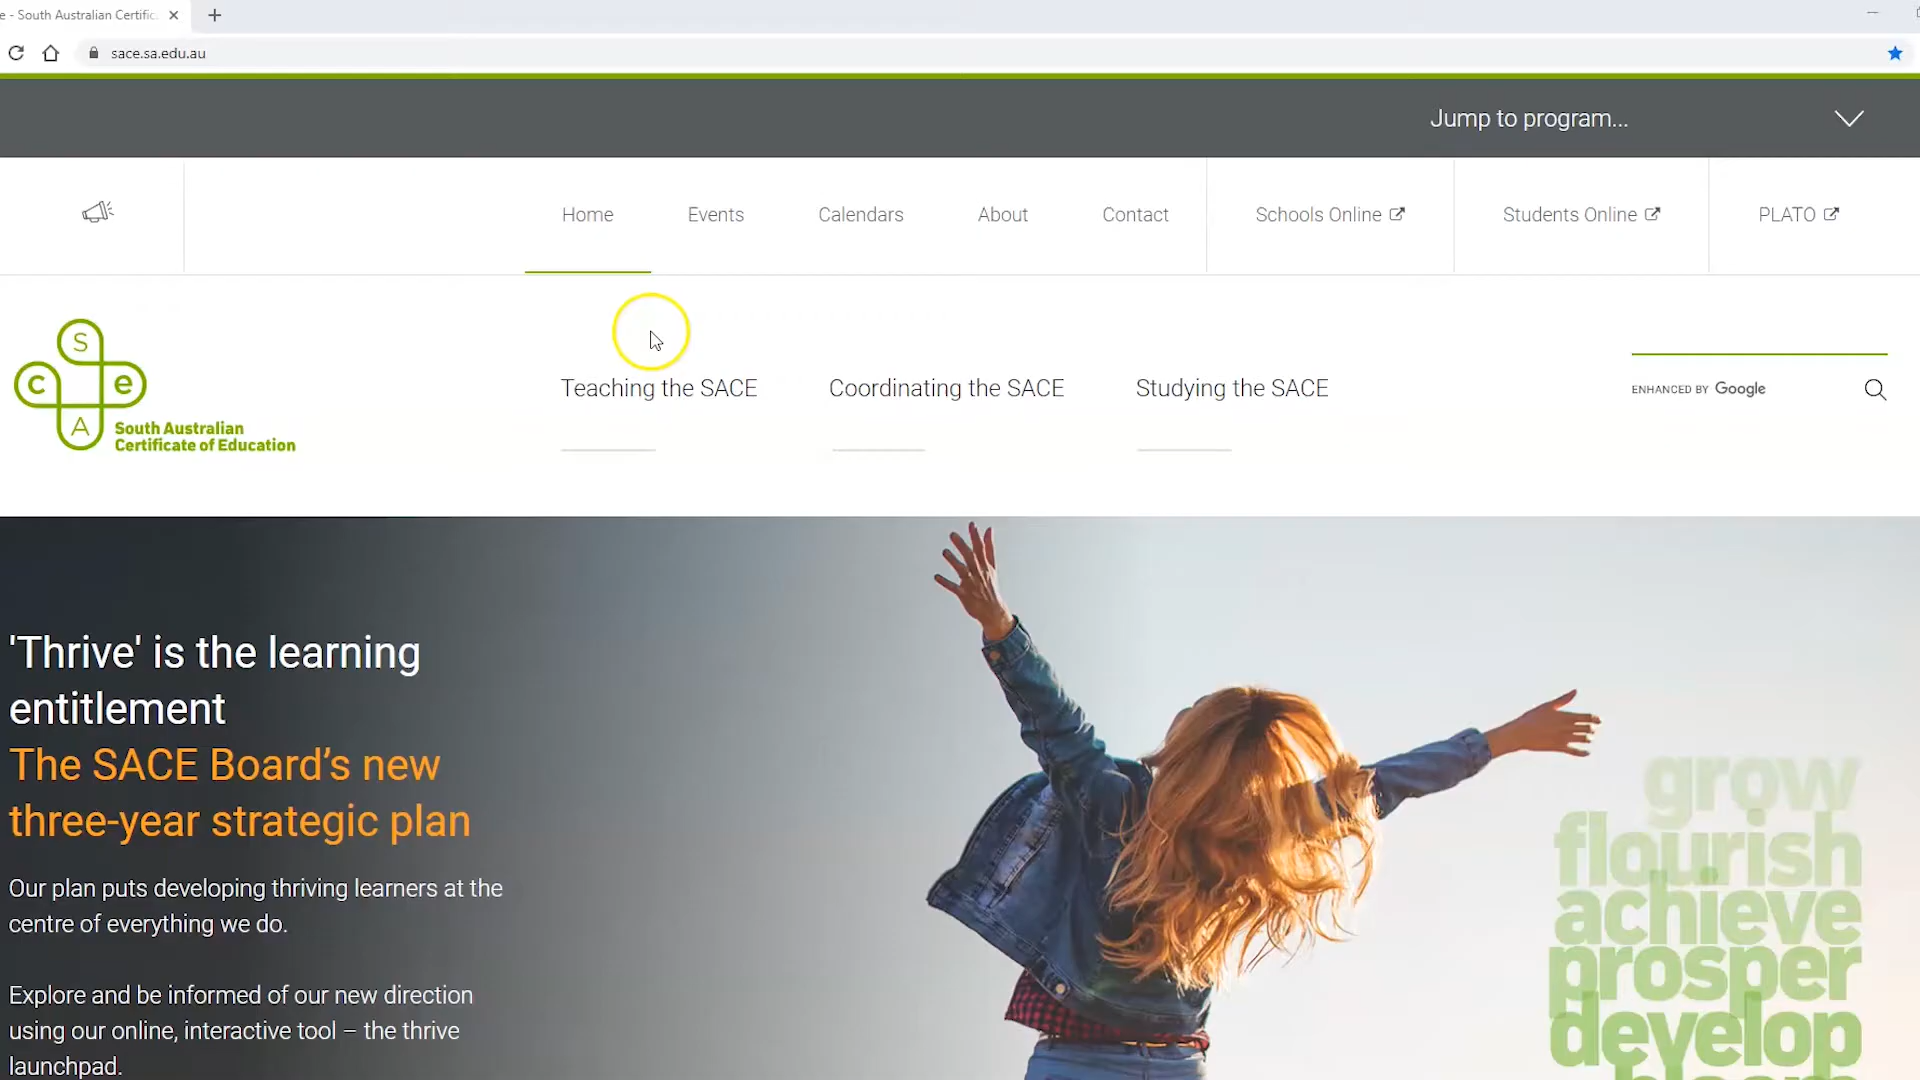 e - South Australian Certific
sace.sa.edu.au
Jump to program...
Home
Events
Calendars
About
Contact
Schools Online
Students Online
PLATO
S
C e
A
South Australian
Certificate of Education
Teaching the SACE
Coordinating the SACE
Studying the SACE
ENHANCED BY Google
'Thrive' is the learning
entitlement
The SACE Board’s new
three-year strategic plan
Our plan puts developing thriving learners at the
centre of everything we do.
Explore and be informed of our new direction
using our online, interactive tool – the thrive
launchpad.
grow
flourish
achieve
prosper
develop